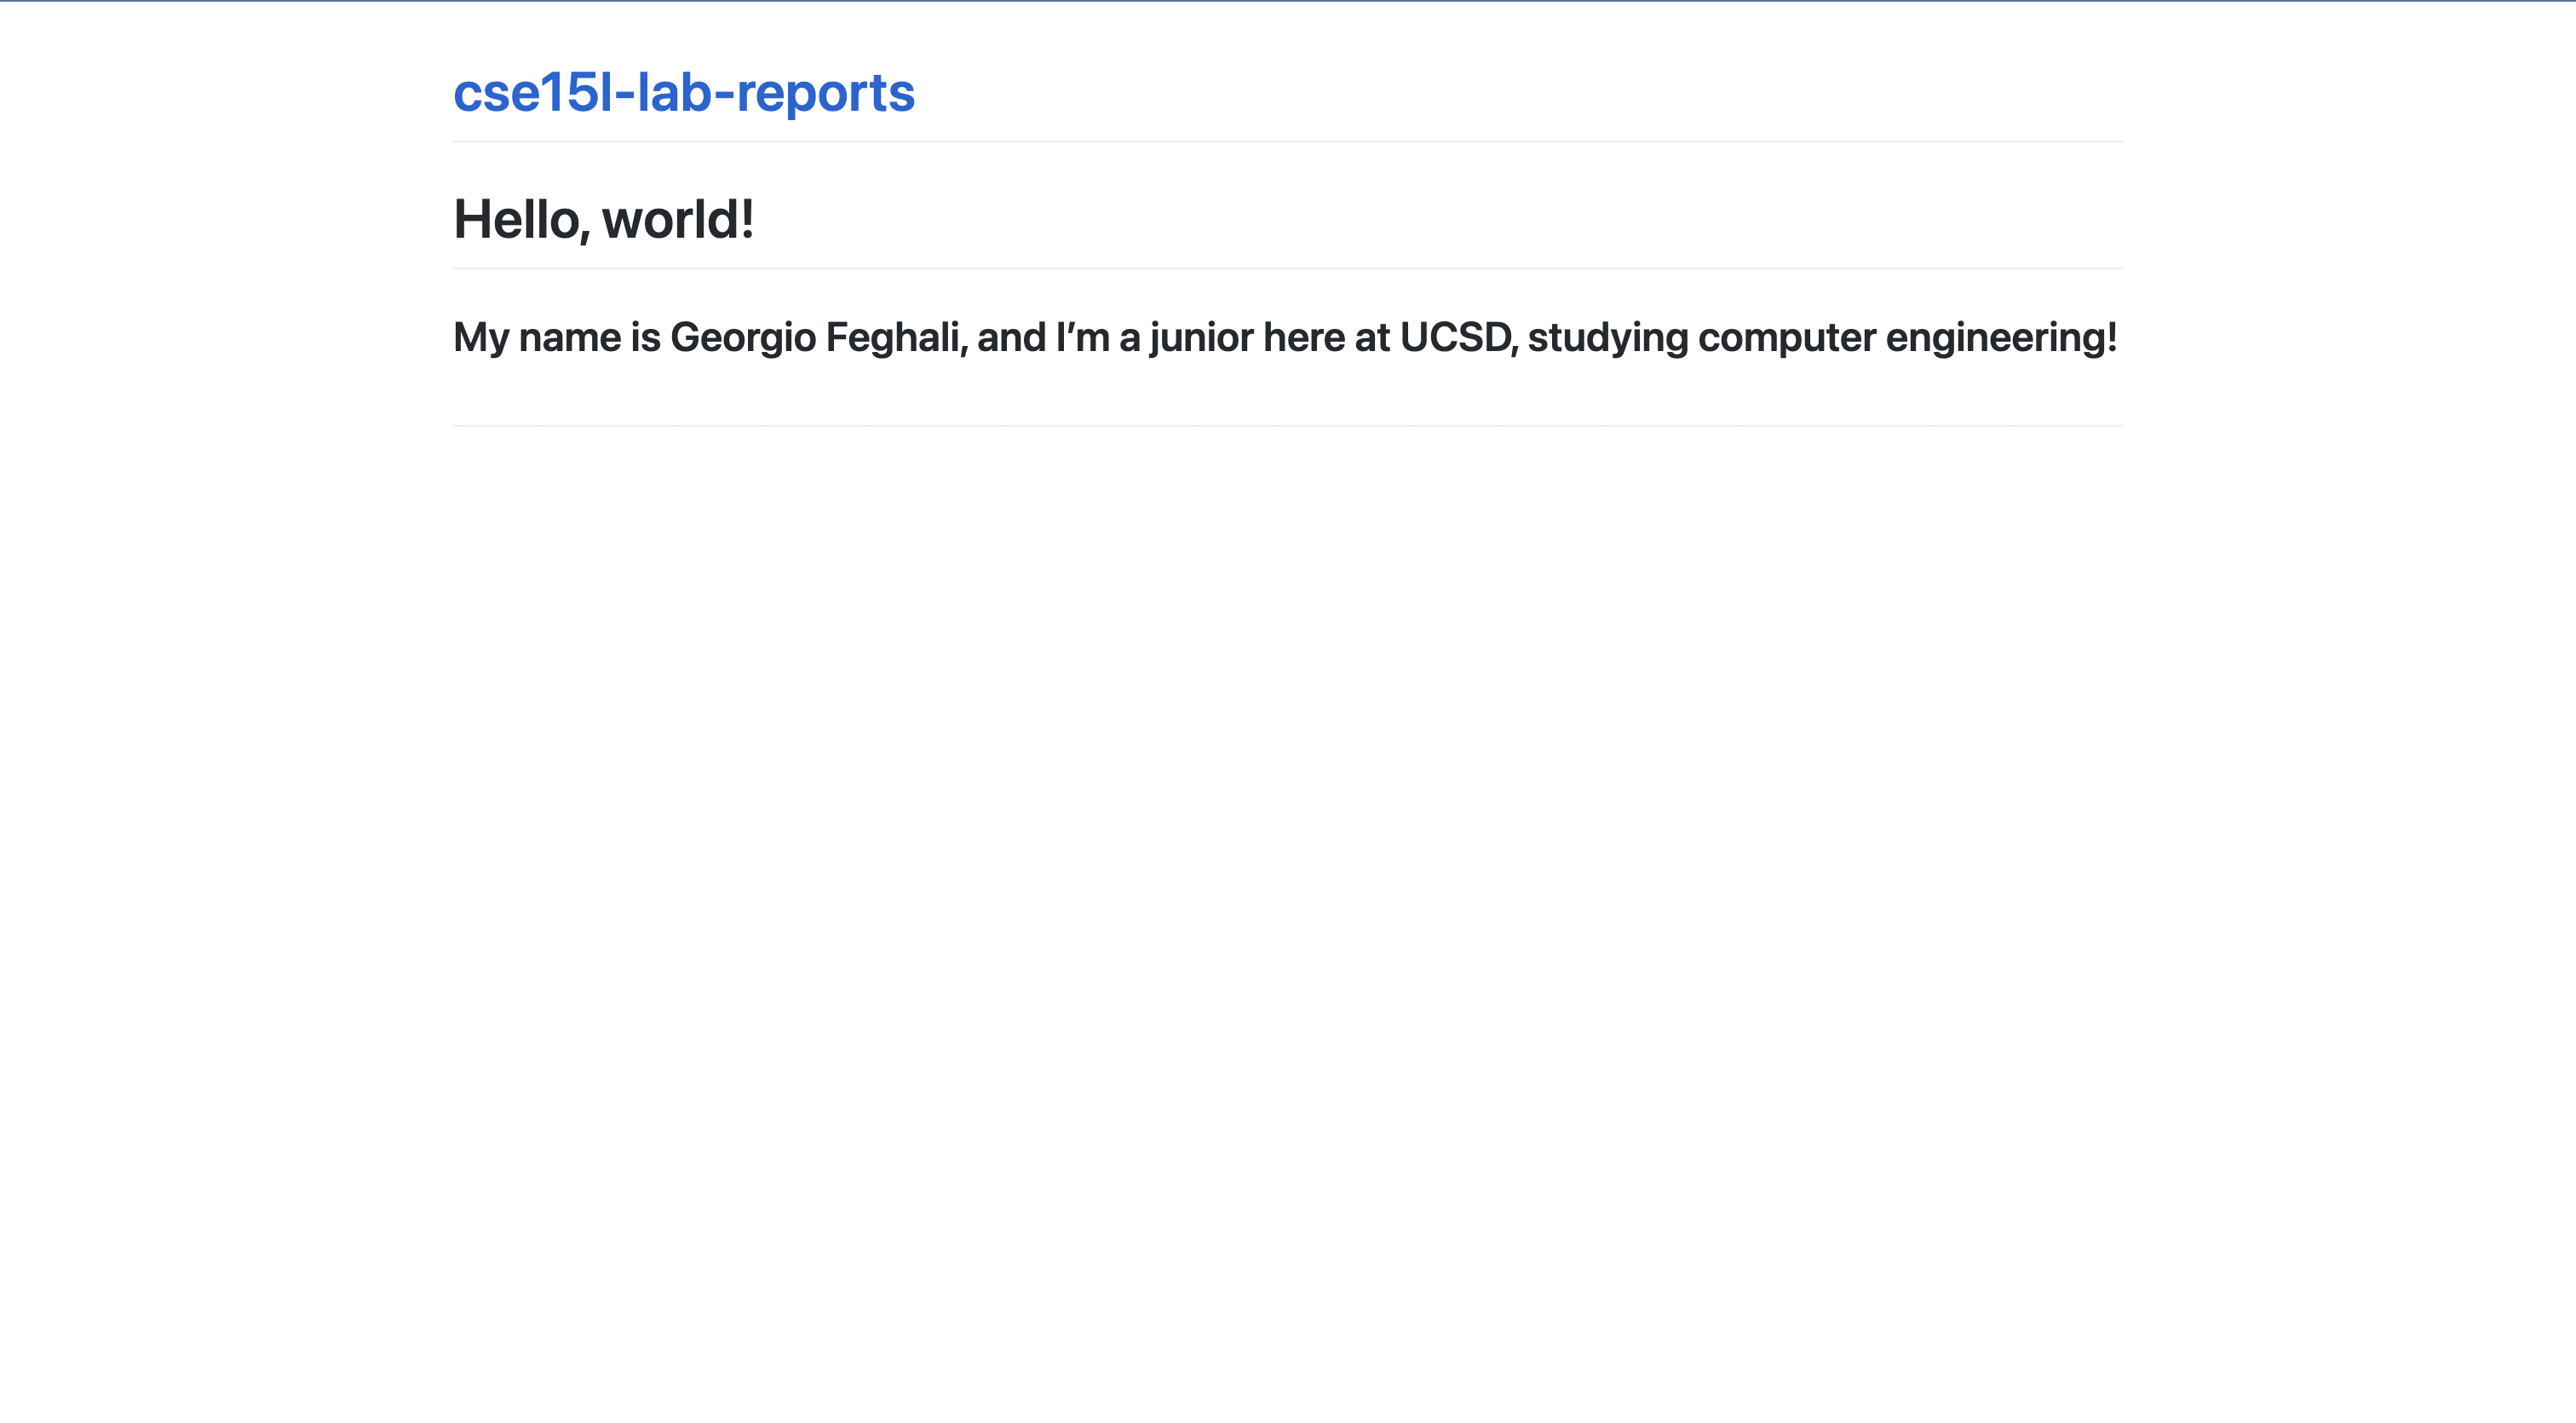 cse15l-lab-reports
Hello, world!
My name is Georgio Feghali, and I’m a junior here at UCSD, studying computer engineering!